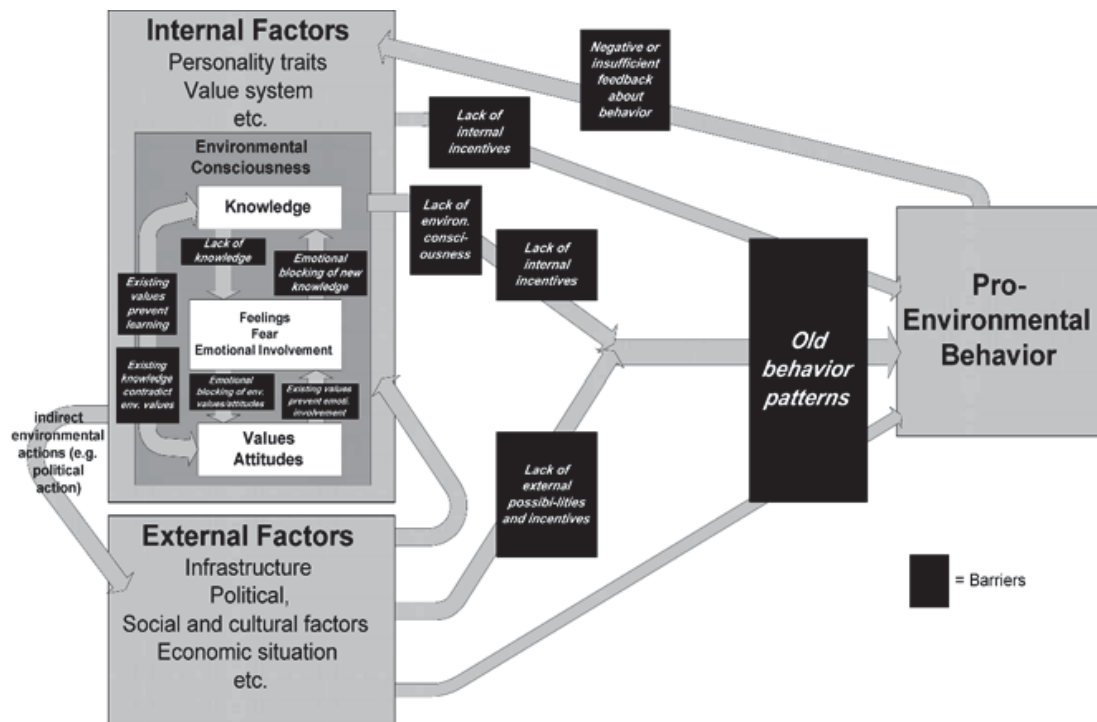 Internal Factors
Personality traits
Value system
etc.
Environmental
Consciousness
Knowledge
Lack of
knowledge
Emotional
blocking of new
knowledge
Existing
values
prevent
learning
Feelings
Fear
Emotional Involvement
Existing
knowledge
contradict
env. values
Emotional
blocking of env.
values/attitudes
Existing values
prevent emoti.
involvement
Values
Attitudes
indirect
environmental
actions (e.g.
political
action)
External Factors
Infrastructure
Political,
Social and cultural factors
Economic situation
etc.
Negative or
insufficient
feedback
about
behavior
Lack of
internal
incentives
Lack of
environ.
consci-
ousness
Lack of
internal
incentives
Lack of
external
possibi-lities
and incentives
Old
behavior
patterns
Pro-
Environmental
Behavior
= Barriers